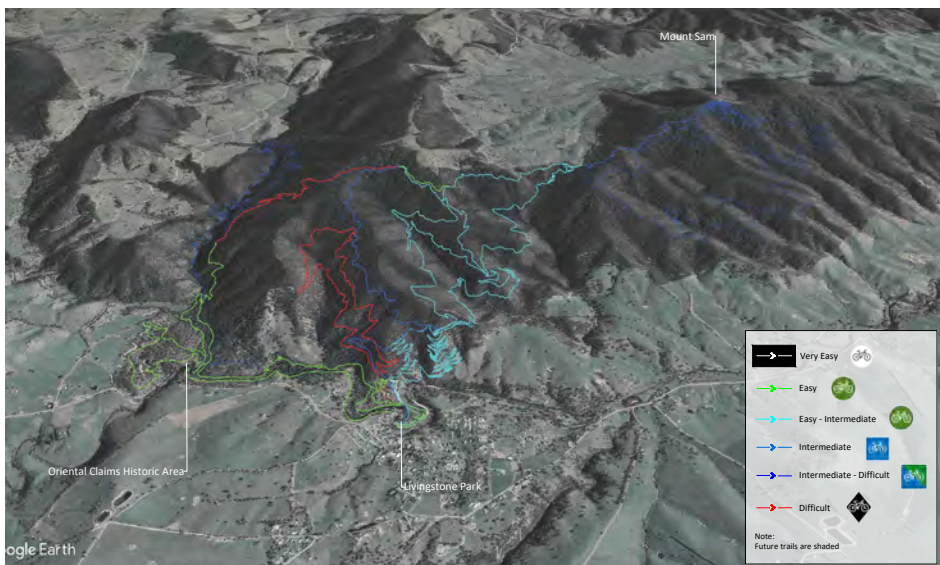 Mount Sam
Oriental Claims Historic Area
Livingstone Park
Very Easy
Easy
Easy - Intermediate
Intermediate
Intermediate - Difficult
Difficult
Note:
Future trails are shaded
ogle Earth